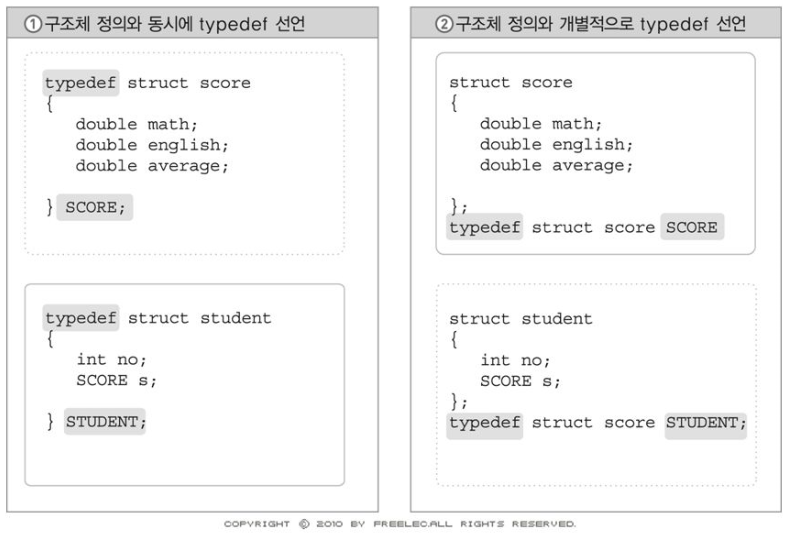 ①구조체 정의와 동시에 typedef 선언
typedef struct score
{
double math;
double english;
double average;
} SCORE;
typedef struct student
{
int no;
SCORE s;
} STUDENT;
②구조체 정의와 개별적으로 typedef 선언
struct score
{
double math;
double english;
double average;
};
typedef struct score SCORE
struct student
{
int no;
SCORE s;
};
typedef struct score STUDENT;
COPYRIGHT © 2010 BY FREELEC.ALL RIGHTS RESERVED.